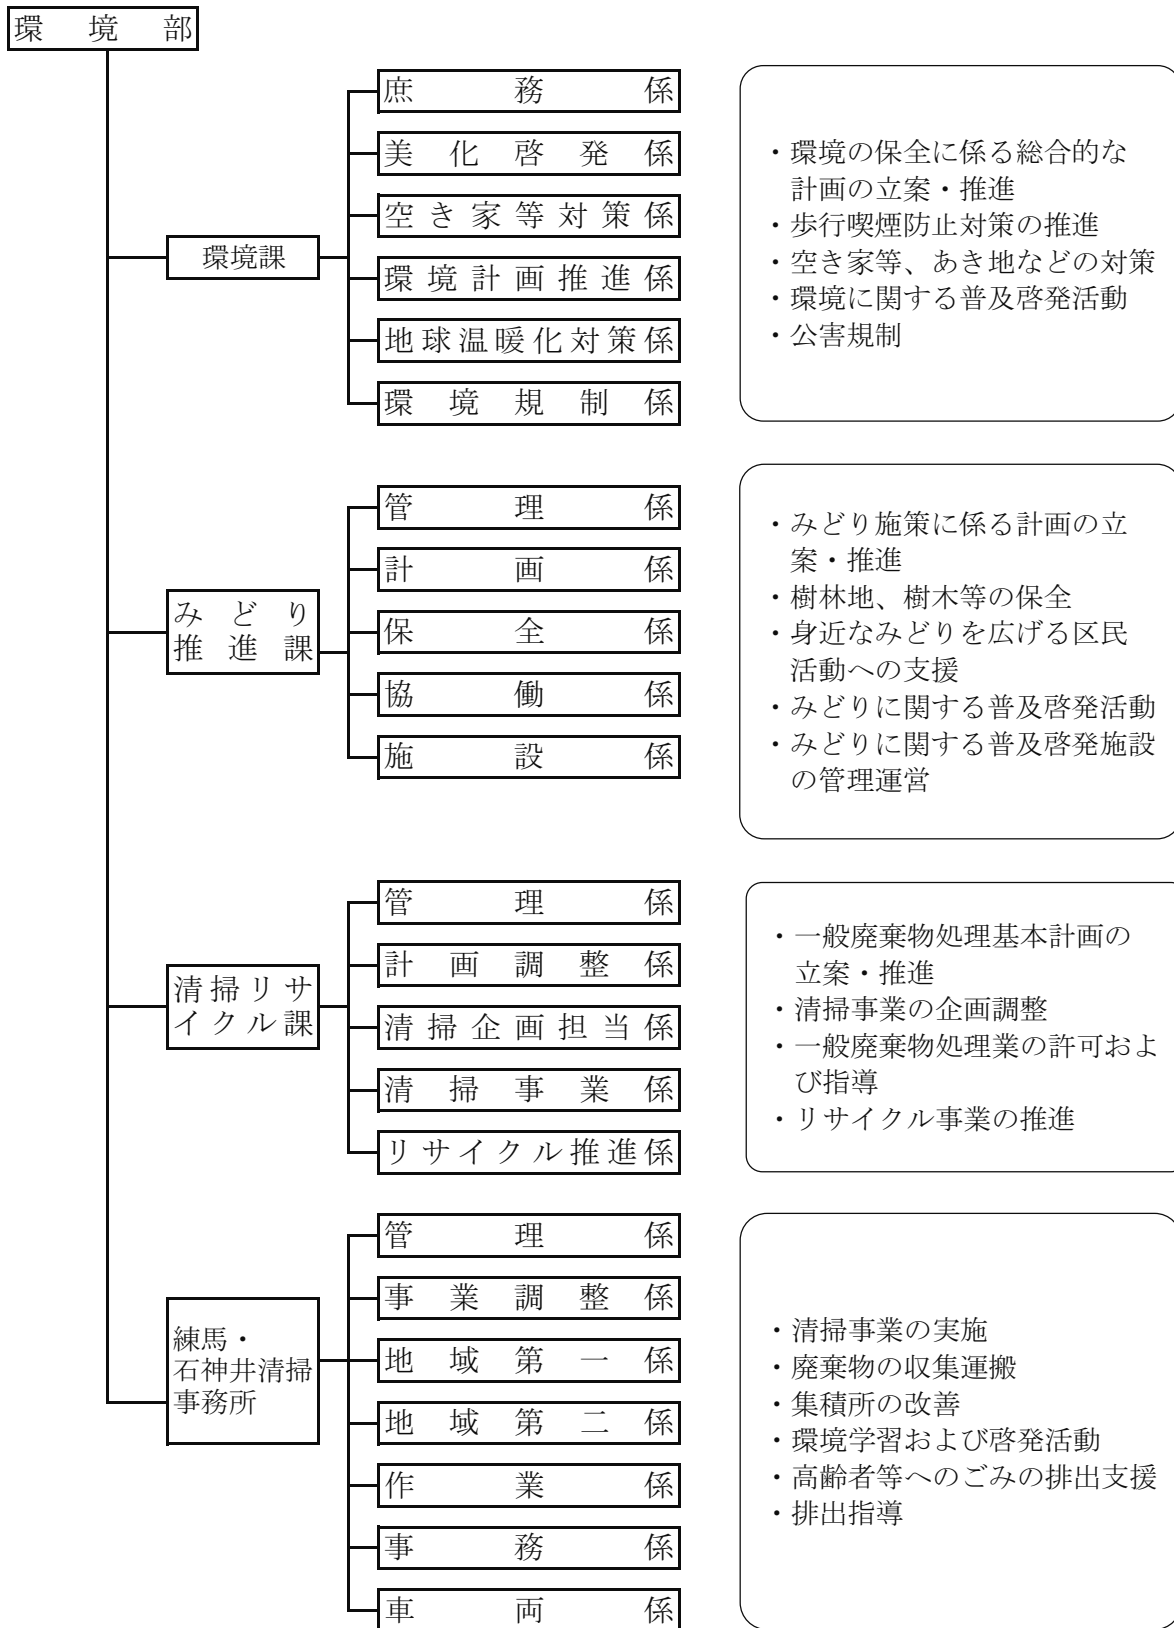 環境部
環境課
庶務係
美化啓発係
空き家等対策係
環境計画推進係
地球温暖化対策係
環境規制係
・環境の保全に係る総合的な
計画の立案・推進
・歩行喫煙防止対策の推進
・空き家等、あき地などの対策
・環境に関する普及啓発活動
・公害規制
みどり
推進課
管理係
計画係
保全係
協働係
施設係
・みどり施策に係る計画の立
案・推進
・樹林地、樹木等の保全
・身近なみどりを広げる区民
活動への支援
・みどりに関する普及啓発活動
・みどりに関する普及啓発施設
の管理運営
清掃リサ
イクル課
管理係
計画調整係
清掃企画担当係
清掃事業係
リサイクル推進係
・一般廃棄物処理基本計画の
立案・推進
・清掃事業の企画調整
・一般廃棄物処理業の許可およ
び指導
・リサイクル事業の推進
練馬・
石神井清掃
事務所
管理係
事業調整係
地域第一係
地域第二係
作業係
事務係
車両係
・清掃事業の実施
・廃棄物の収集運搬
・集積所の改善
・環境学習および啓発活動
・高齢者等へのごみの排出支援
・排出指導